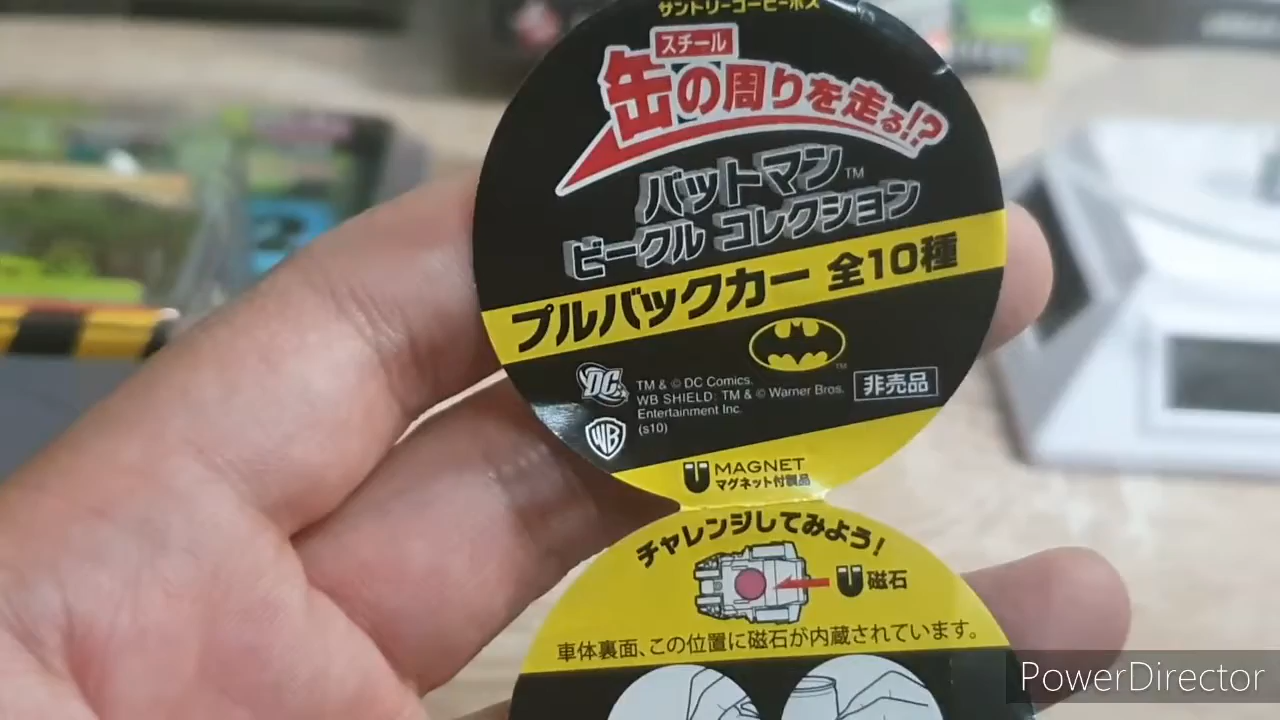 サントリーコーヒーボス
スチール
缶の周りを走る!?
バットマン™
ビークル コレクション
プルバックカー 全10種
DC
TM & © DC Comics.
WB SHIELD: TM & © Warner Bros.
Entertainment Inc.
(s10)
TM
非売品
WB
MAGNET
マグネット付製品
チャレンジしてみよう!
磁石
車体裏面、この位置に磁石が内蔵されています。
PowerDirector